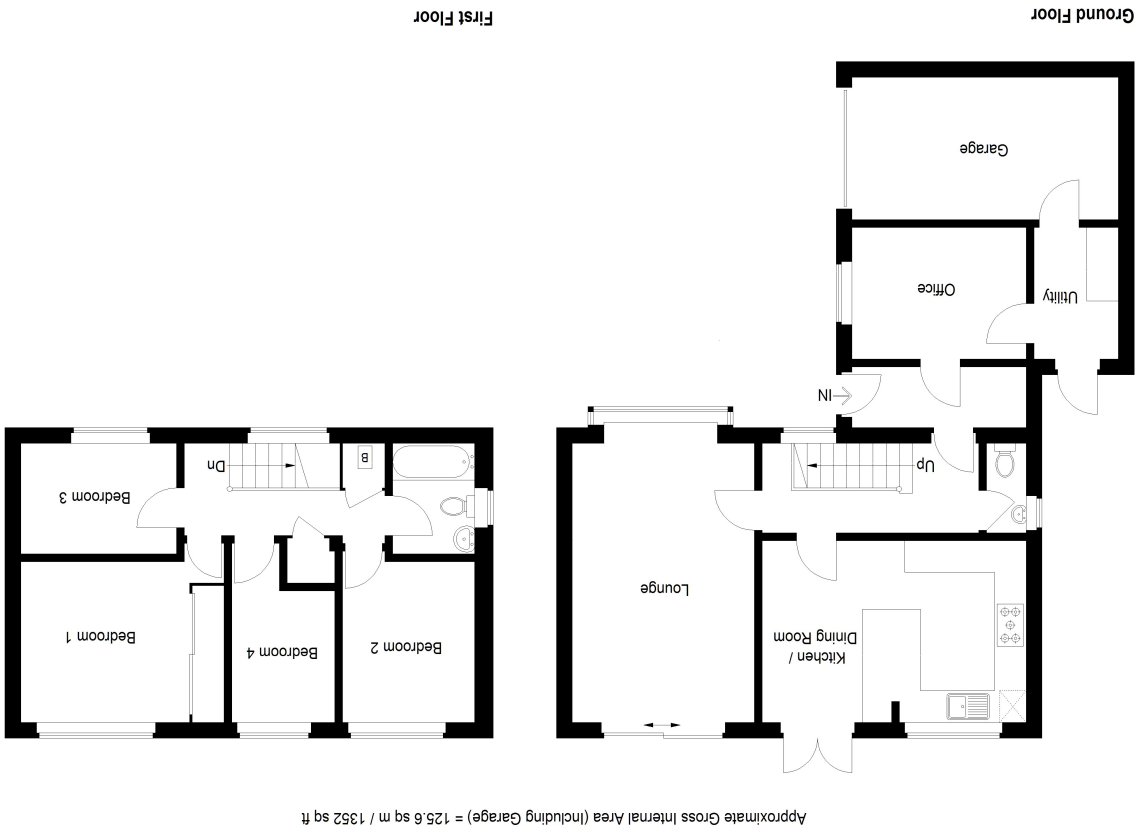 Approximate Gross Internal Area (Including Garage) = 125.6 sq m / 1352 sq ft
Kitchen /
Dining Room
Lounge
Up
IN
Utility
Office
Garage
Ground Floor
Bedroom 2
Bedroom 4
Bedroom 1
Bedroom 3
B
Dn
First Floor